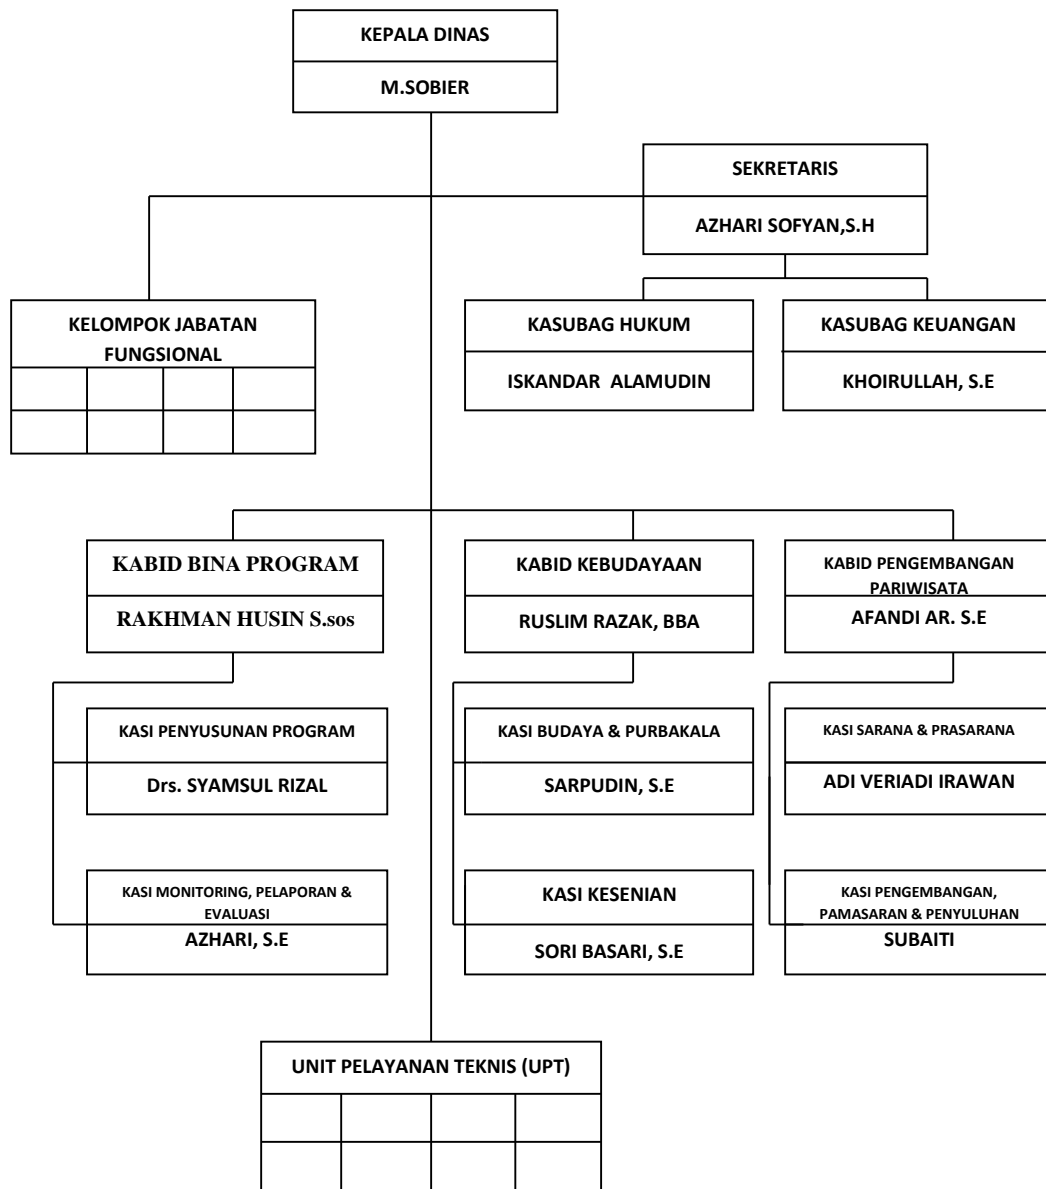 KEPALA DINAS
M.SOBIER
SEKRETARIS
AZHARI SOFYAN,S.H
KELOMPOK JABATAN
FUNGSIONAL
KASUBAG HUKUM
ISKANDAR ALAMUDIN
KASUBAG KEUANGAN
KHOIRULLAH, S.E
KABID BINA PROGRAM
RAKHMAN HUSIN S.sos
KABID KEBUDAYAAN
RUSLIM RAZAK, BBA
KABID PENGEMBANGAN
PARIWISATA
AFANDI AR. S.E
KASI PENYUSUNAN PROGRAM
Drs. SYAMSUL RIZAL
KASI BUDAYA & PURBAKALA
SARPUDIN, S.E
KASI SARANA & PRASARANA
ADI VERIADI IRAWAN
KASI MONITORING, PELAPORAN &
EVALUASI
AZHARI, S.E
KASI KESENIAN
SORI BASARI, S.E
KASI PENGEMBANGAN,
PAMASARAN & PENYULUHAN
SUBAITI
UNIT PELAYANAN TEKNIS (UPT)